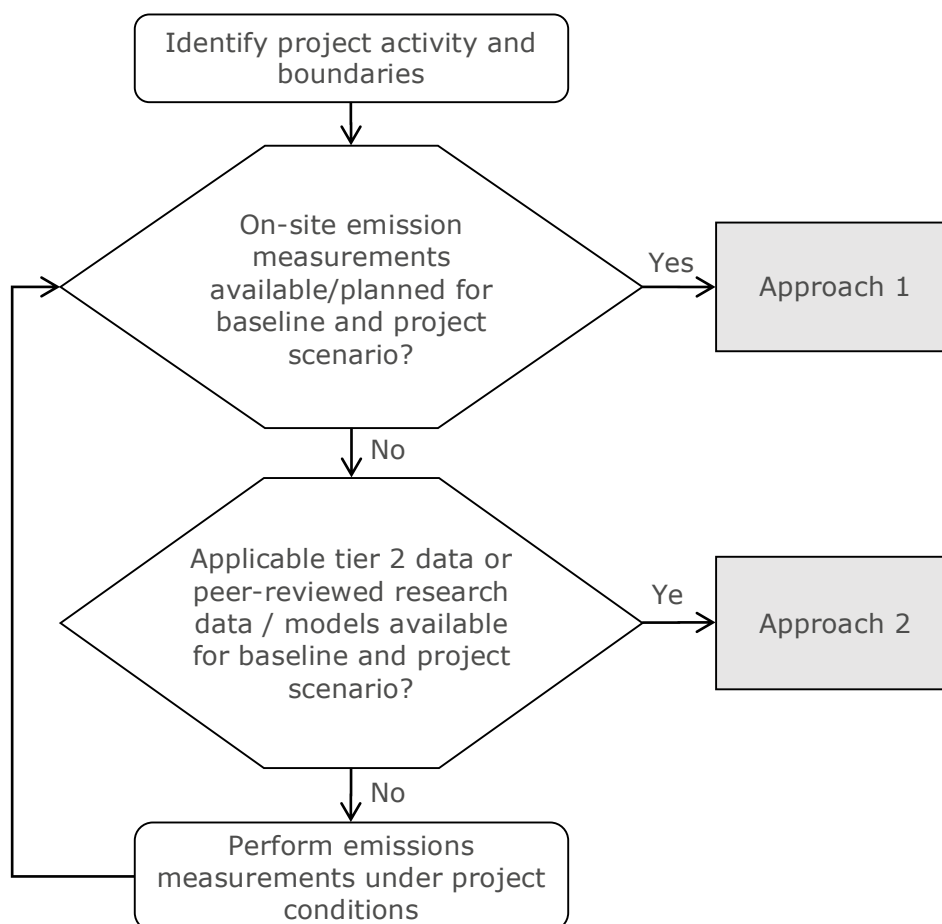 Identify project activity and
boundaries
On-site emission
measurements
available/planned for
baseline and project
scenario?
Yes
Approach 1
No
Applicable tier 2 data or
peer-reviewed research
data / models available
for baseline and project
scenario?
Ye
Approach 2
No
Perform emissions
measurements under project
conditions